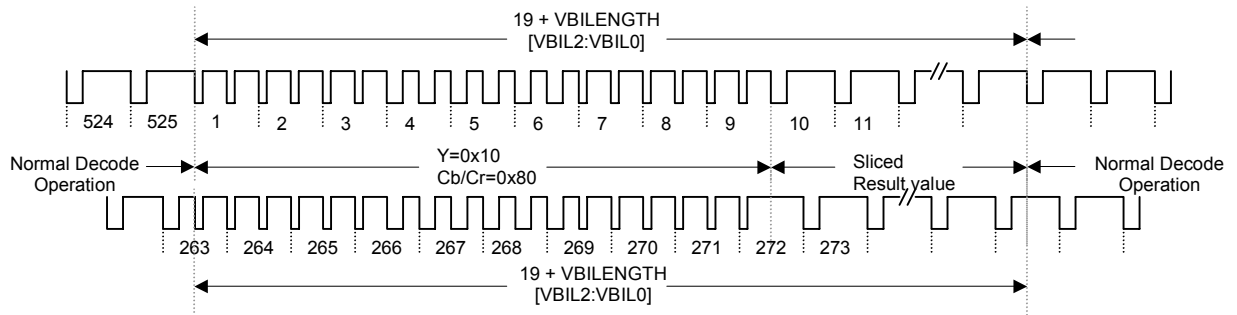 19 + VBILENGTH
[VBIL2:VBIL0]
524 525 1 2 3 4 5 6 7 8 9 10 11
Normal Decode
Operation
Y=0x10
Cb/Cr=0x80
Sliced
Result value
Normal Decode
Operation
263 264 265 266 267 268 269 270 271 272 273
19 + VBILENGTH
[VBIL2:VBIL0]